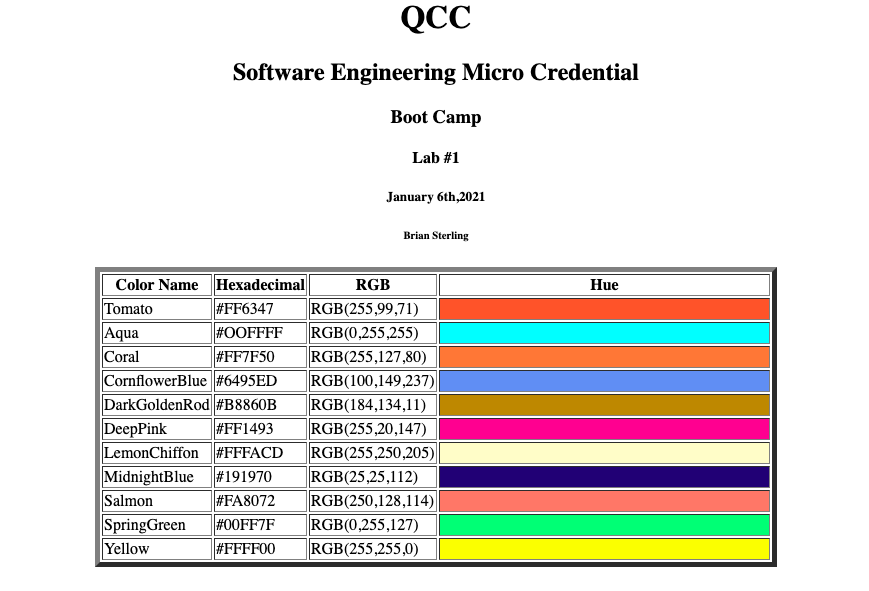 QCC
Software Engineering Micro Credential
Boot Camp
Lab #1
January 6th,2021
Brian Sterling
Color Name Hexadecimal RGB Hue
Tomato #FF6347 RGB(255,99,71)
Aqua #OOFFFF RGB(0,255,255)
Coral #FF7F50 RGB(255,127,80)
CornflowerBlue #6495ED RGB(100,149,237)
DarkGoldenRod #B8860B RGB(184,134,11)
DeepPink #FF1493 RGB(255,20,147)
LemonChiffon #FFFACD RGB(255,250,205)
MidnightBlue #191970 RGB(25,25,112)
Salmon #FA8072 RGB(250,128,114)
SpringGreen #00FF7F RGB(0,255,127)
Yellow #FFFF00 RGB(255,255,0)